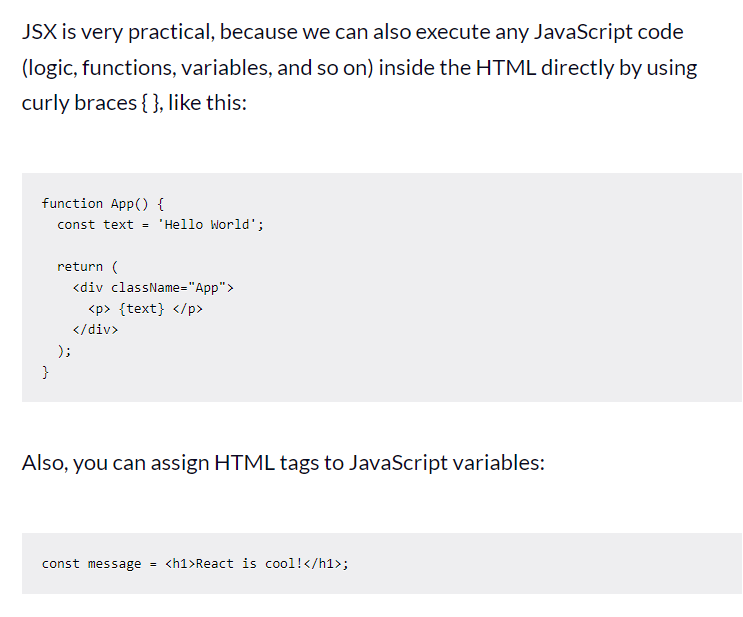 JSX is very practical, because we can also execute any JavaScript code
(logic, functions, variables, and so on) inside the HTML directly by using
curly braces { }, like this:
function App() {
  const text = 'Hello World';
  return (
    <div className="App">
      <p> {text} </p>
    </div>
  );
}
Also, you can assign HTML tags to JavaScript variables:
const message = <h1>React is cool!</h1>;